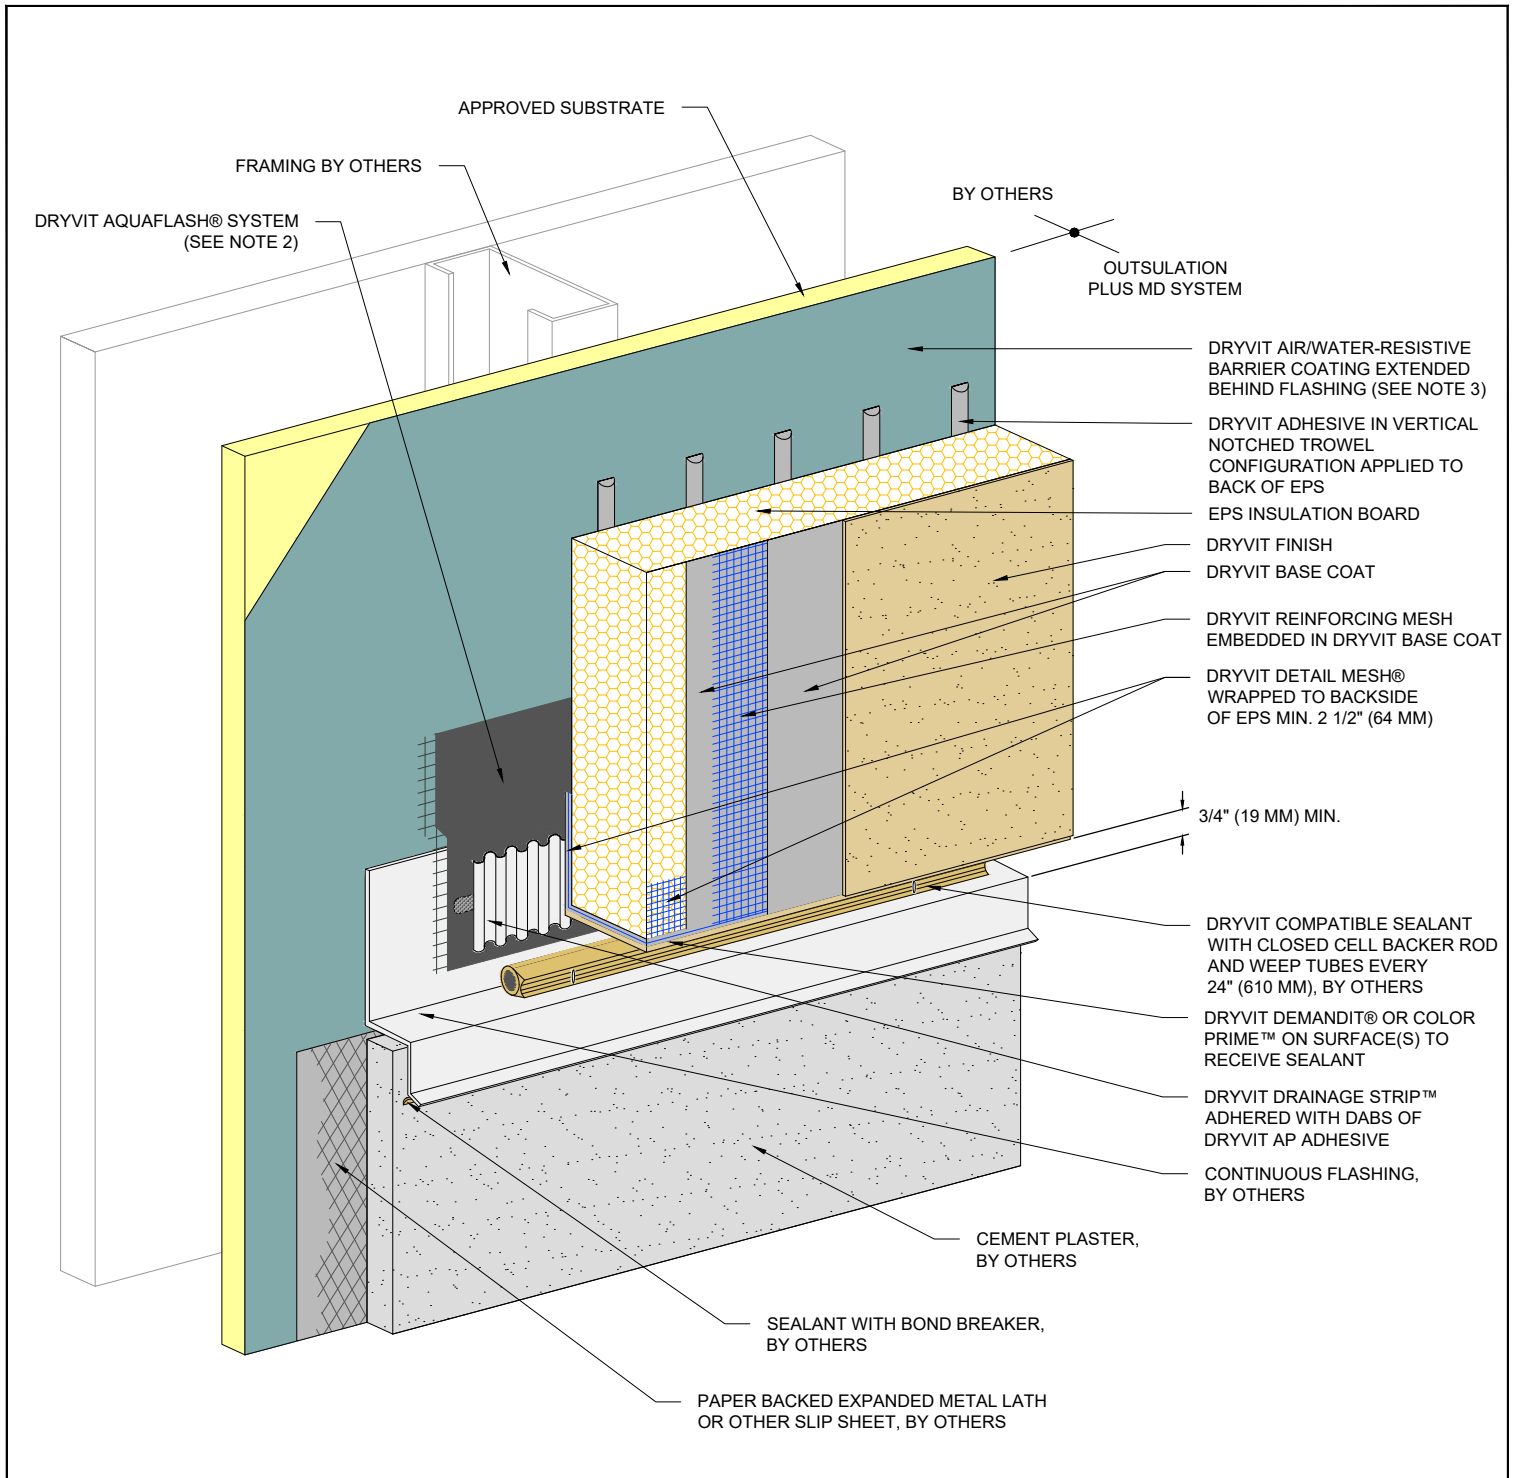 APPROVED SUBSTRATE
FRAMING BY OTHERS
DRYVIT AQUAFLASH® SYSTEM
(SEE NOTE 2)
BY OTHERS
OUTSULATION
PLUS MD SYSTEM
DRYVIT AIR/WATER-RESISTIVE
BARRIER COATING EXTENDED
BEHIND FLASHING (SEE NOTE 3)
DRYVIT ADHESIVE IN VERTICAL
NOTCHED TROWEL
CONFIGURATION APPLIED TO
BACK OF EPS
EPS INSULATION BOARD
DRYVIT FINISH
DRYVIT BASE COAT
DRYVIT REINFORCING MESH
EMBEDDED IN DRYVIT BASE COAT
DRYVIT DETAIL MESH®
WRAPPED TO BACKSIDE
OF EPS MIN. 2 1/2" (64 MM)
3/4" (19 MM) MIN.
DRYVIT COMPATIBLE SEALANT
WITH CLOSED CELL BACKER ROD
AND WEEP TUBES EVERY
24" (610 MM), BY OTHERS
DRYVIT DEMANDIT® OR COLOR
PRIME™ ON SURFACE(S) TO
RECEIVE SEALANT
DRYVIT DRAINAGE STRIP™
ADHERED WITH DABS OF
DRYVIT AP ADHESIVE
CONTINUOUS FLASHING,
BY OTHERS
CEMENT PLASTER,
BY OTHERS
SEALANT WITH BOND BREAKER,
BY OTHERS
PAPER BACKED EXPANDED METAL LATH
OR OTHER SLIP SHEET, BY OTHERS